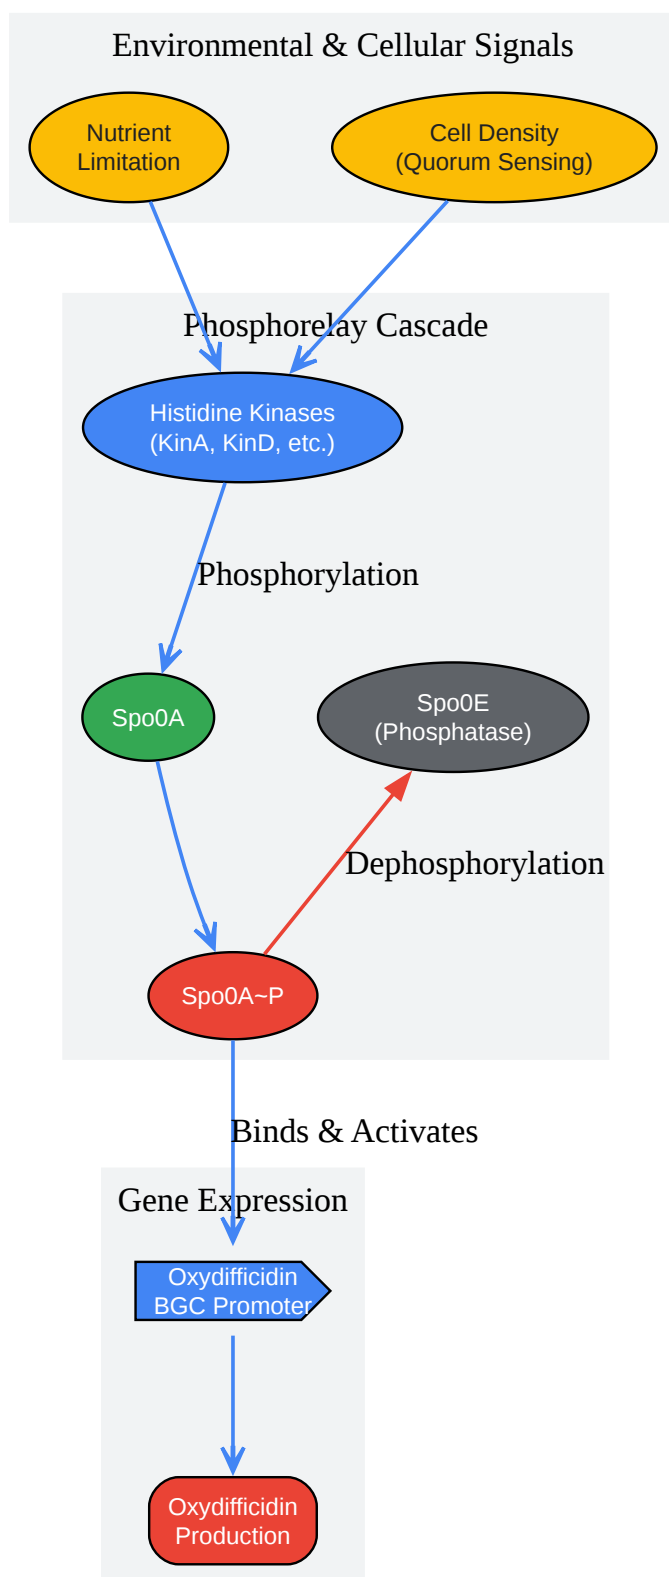 Environmental & Cellular Signals
Nutrient
Limitation
Cell Density
(Quorum Sensing)
Phosphorelay Cascade
Histidine Kinases
(KinA, KinD, etc.)
Phosphorylation
Spo0A
Spo0E
(Phosphatase)
Dephosphorylation
Spo0A~P
Binds & Activates
Gene Expression
Oxydifficidin
BGC Promoter
Oxydifficidin
Production